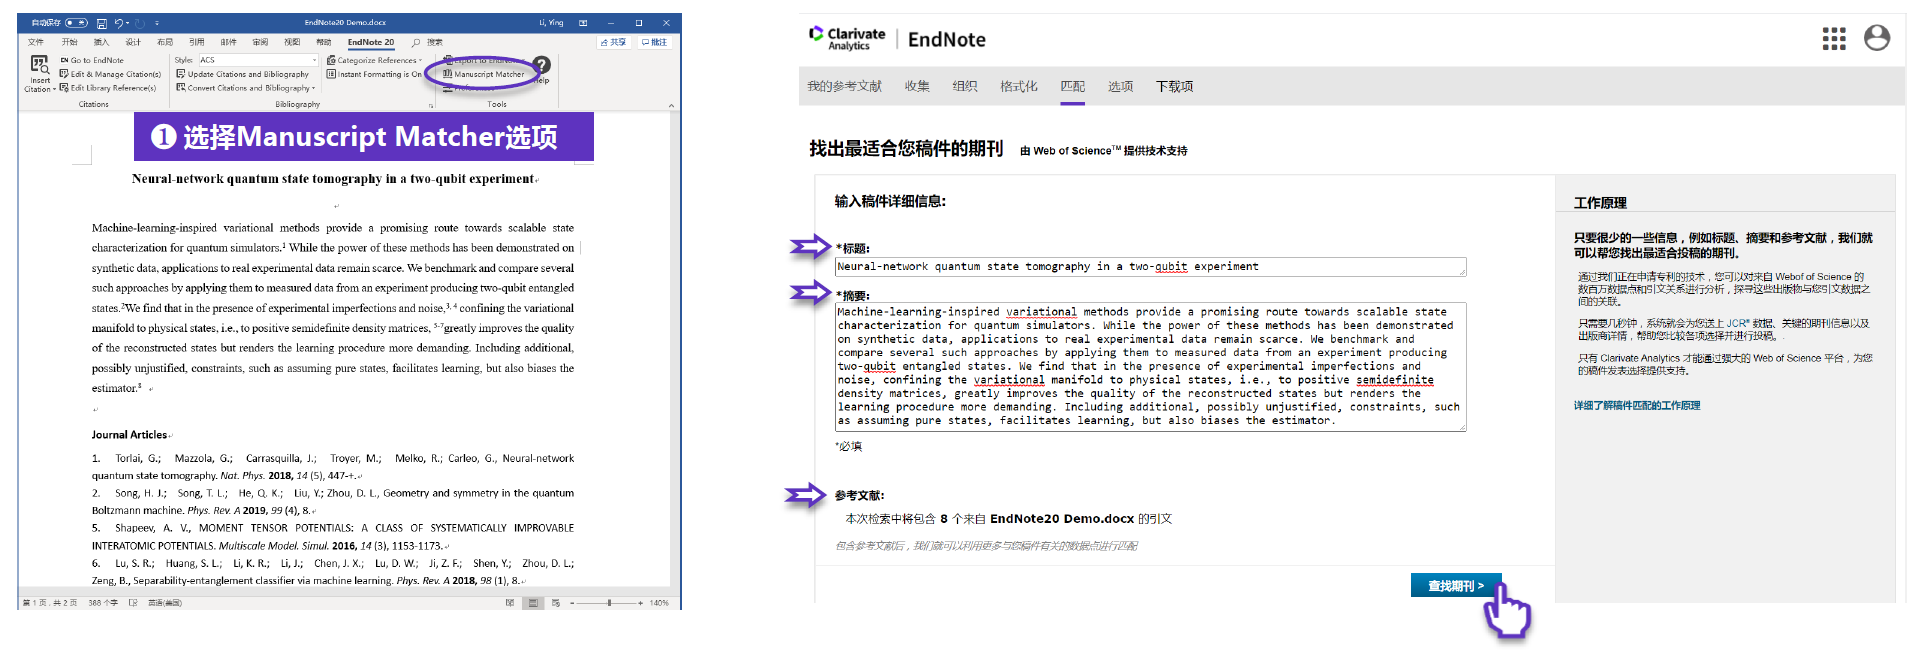 自动保存
EndNote20 Demo.docx
Li, Ying
文件 开始 插入 设计 布局 引用 邮件 审阅 视图 帮助 EndNote 20 搜索 共享 批注
Insert Citation
Go to EndNote
Edit & Manage Citation(s)
Edit Library Reference(s)
Citations
Style: ACS
Update Citations and Bibliography
Convert Citations and Bibliography
Categorize References
Instant Formatting is On
Bibliography
Export to EndNote
Manuscript Matcher
Preferences
Tools
Help
❶ 选择Manuscript Matcher选项
Neural-network quantum state tomography in a two-qubit experiment
Machine-learning-inspired variational methods provide a promising route towards scalable state
characterization for quantum simulators.1 While the power of these methods has been demonstrated on
synthetic data, applications to real experimental data remain scarce. We benchmark and compare several
such approaches by applying them to measured data from an experiment producing two-qubit entangled
states.2We find that in the presence of experimental imperfections and noise,3, 4 confining the variational
manifold to physical states, i.e., to positive semidefinite density matrices, 5-7greatly improves the quality
of the reconstructed states but renders the learning procedure more demanding. Including additional,
possibly unjustified, constraints, such as assuming pure states, facilitates learning, but also biases the
estimator.8
Journal Articles
1. Torlai, G.; Mazzola, G.; Carrasquilla, J.; Troyer, M.; Melko, R.; Carleo, G., Neural-network
quantum state tomography. Nat. Phys. 2018, 14 (5), 447-+.
2. Song, H. J.; Song, T. L.; He, Q. K.; Liu, Y.; Zhou, D. L., Geometry and symmetry in the quantum
Boltzmann machine. Phys. Rev. A 2019, 99 (4), 8.
5. Shapeev, A. V., MOMENT TENSOR POTENTIALS: A CLASS OF SYSTEMATICALLY IMPROVABLE
INTERATOMIC POTENTIALS. Multiscale Model. Simul. 2016, 14 (3), 1153-1173.
6. Lu, S. R.; Huang, S. L.; Li, K. R.; Li, J.; Chen, J. X.; Lu, D. W.; Ji, Z. F.; Shen, Y.; Zhou, D. L.;
Zeng, B., Separability-entanglement classifier via machine learning. Phys. Rev. A 2018, 98 (1), 8.
第 1 页，共 2 页 388 个字 英语(美国) 140%
Clarivate Analytics | EndNote
我的参考文献 收集 组织 格式化 匹配 选项 下载项
找出最适合您稿件的期刊 由 Web of Science™ 提供技术支持
输入稿件详细信息:
*标题:
Neural-network quantum state tomography in a two-qubit experiment
*摘要:
Machine-learning-inspired variational methods provide a promising route towards scalable state
characterization for quantum simulators. While the power of these methods has been demonstrated
on synthetic data, applications to real experimental data remain scarce. We benchmark and
compare several such approaches by applying them to measured data from an experiment producing
two-qubit entangled states. We find that in the presence of experimental imperfections and
noise, confining the variational manifold to physical states, i.e., to positive semidefinite
density matrices, greatly improves the quality of the reconstructed states but renders the
learning procedure more demanding. Including additional, possibly unjustified, constraints, such
as assuming pure states, facilitates learning, but also biases the estimator.
*必填
参考文献:
本次检索中将包含 8 个来自 EndNote20 Demo.docx 的引文
包含参考文献后，我们就可以利用更多与您稿件有关的数据点进行匹配
查找期刊 >
工作原理
只要很少的一些信息，例如标题、摘要和参考文献，我们就
可以帮您找出最适合投稿的期刊。
通过我们正在申请专利的技术，您可以对来自 Webof of Science 的
数百万数据点和引文关系进行分析，探寻这些出版物与您引文数据之
间的关联。
只需要几秒钟，系统就会为您送上 JCR® 数据、关键的期刊信息以及
出版商详情，帮助您比较各项选择并进行投稿。.
只有 Clarivate Analytics 才能通过强大的 Web of Science 平台，为您
的稿件发表选择提供支持。
详细了解稿件匹配的工作原理